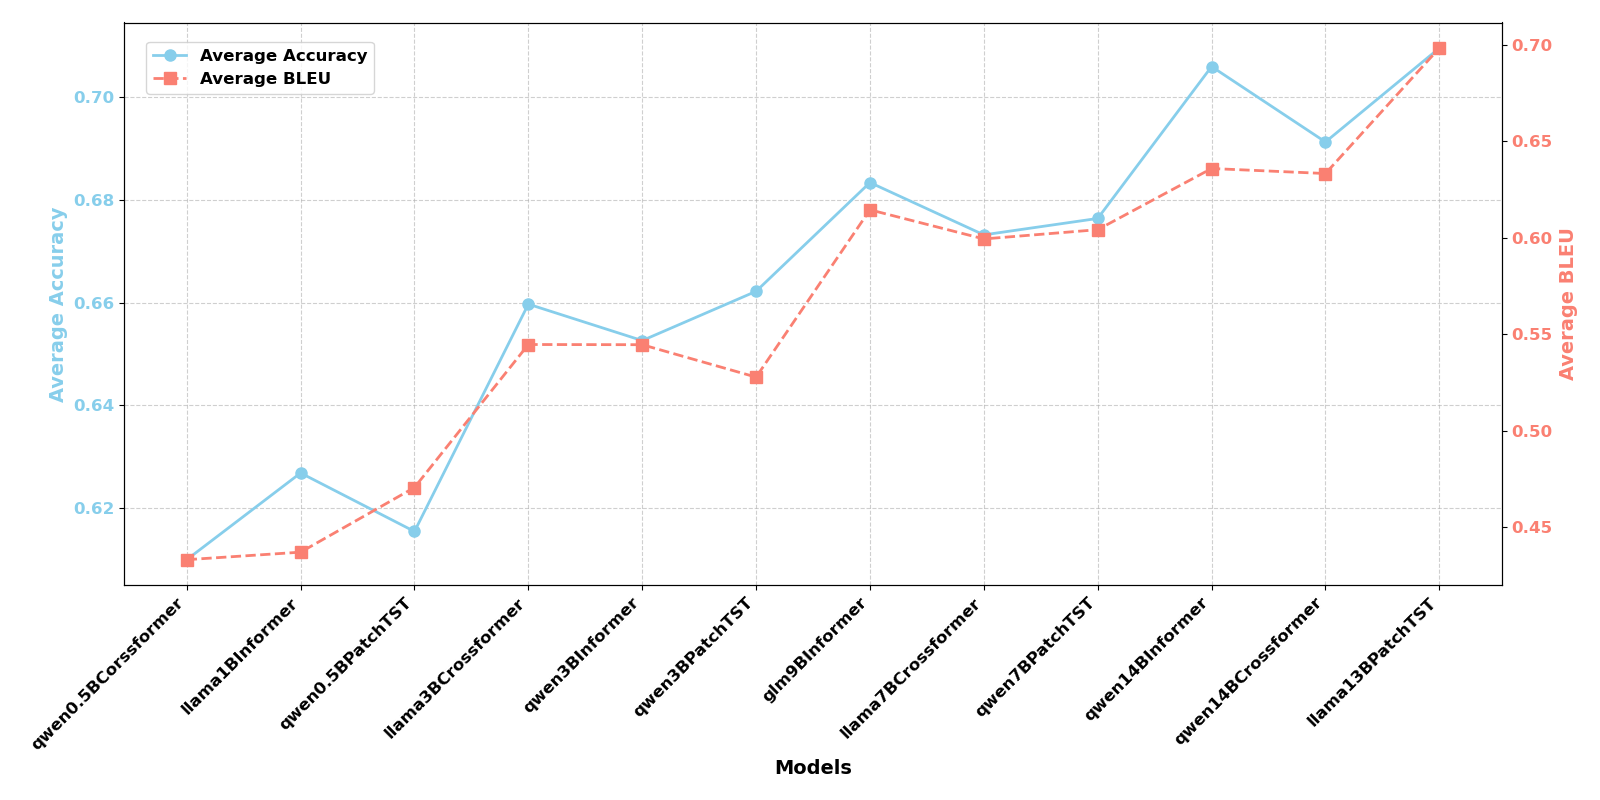 Average Accuracy
Average BLEU
0.70
0.68
0.66
0.64
0.62
Average Accuracy
0.70
0.65
0.60
0.55
0.50
0.45
Average BLEU
qwen0.5BCorssformer
llama1BInformer
qwen0.5BPatchTST
llama3BCrossformer
qwen3BInformer
qwen3BPatchTST
glm9BInformer
llama7BCrossformer
qwen7BPatchTST
qwen14BInformer
qwen14BCrossformer
llama13BPatchTST
Models